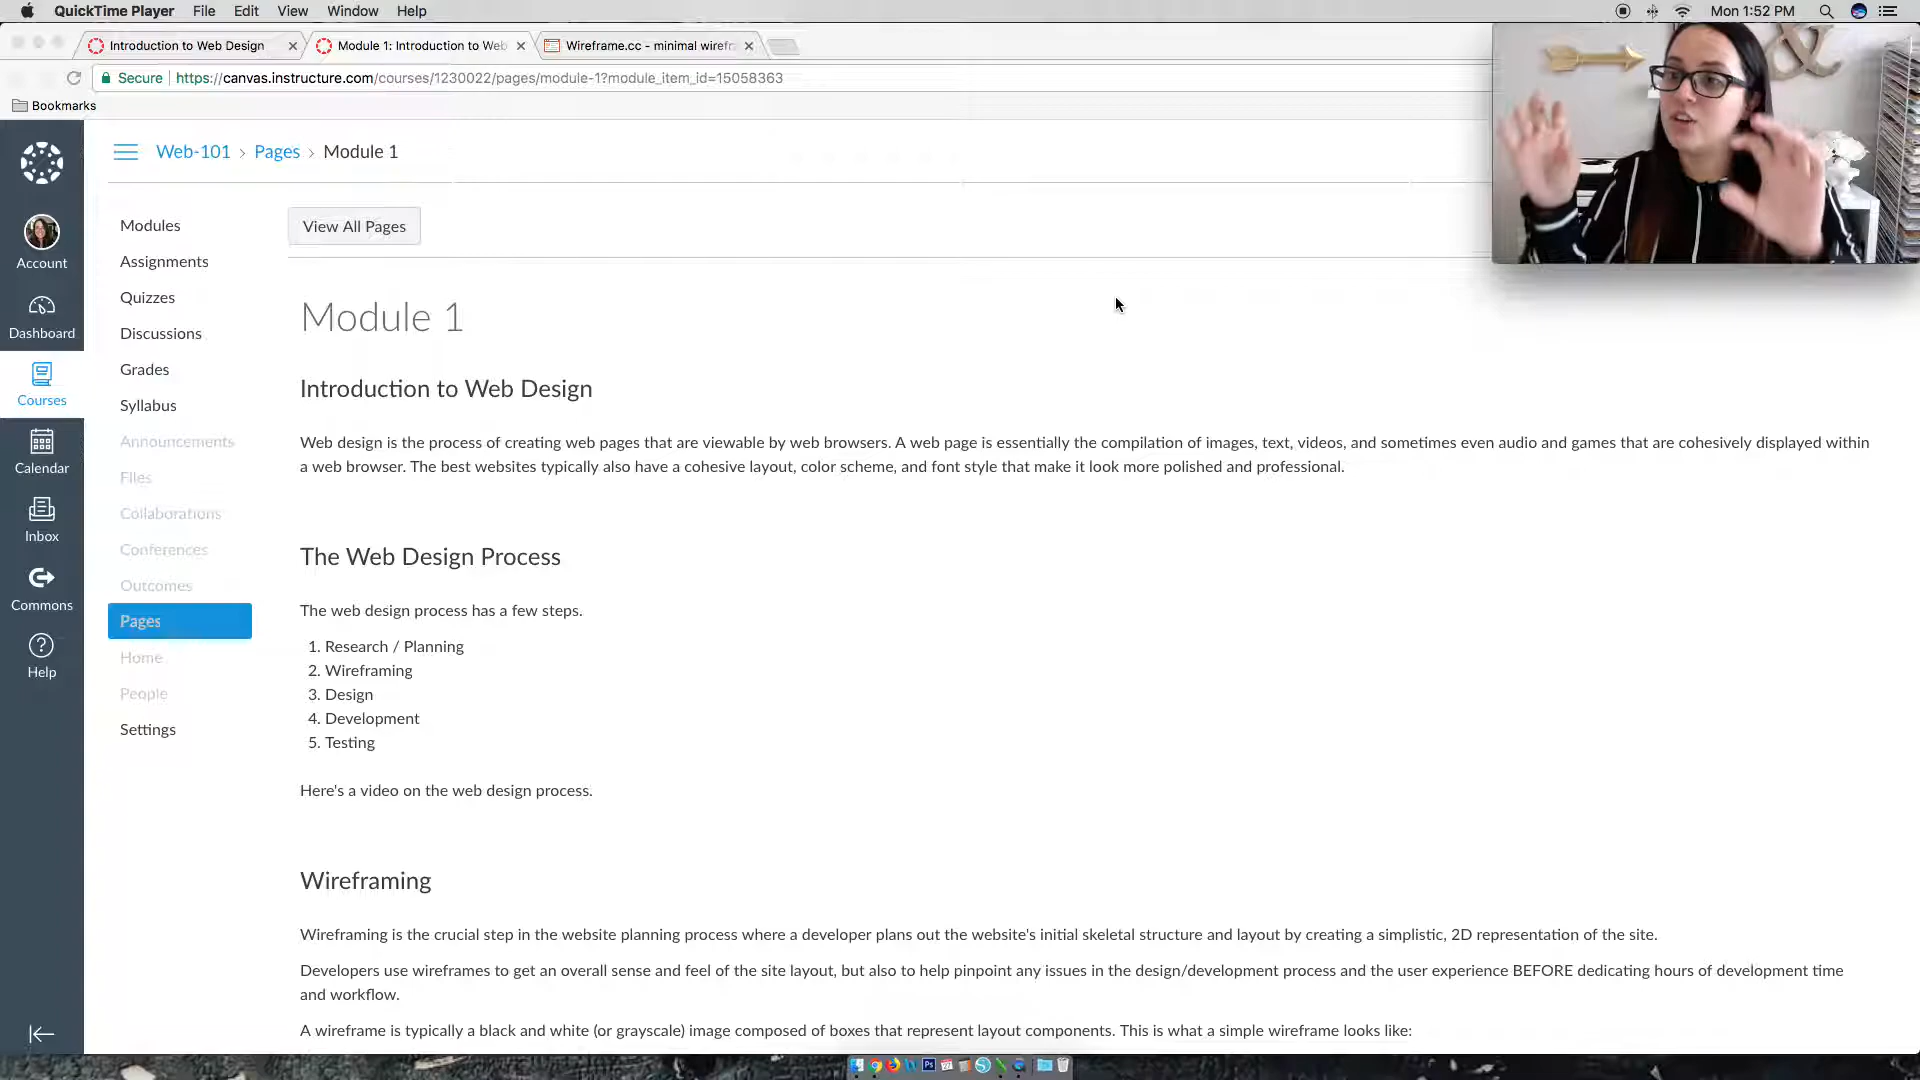 QuickTime Player File Edit View Window Help Mon 1:52 PM
Introduction to Web Design Module 1: Introduction to Web Wireframe.cc - minimal wirefr
Secure https://canvas.instructure.com/courses/1230022/pages/module-1?module_item_id=15058363
Bookmarks
Web-101 › Pages › Module 1
Account
Dashboard
Courses
Calendar
Inbox
Commons
Help
Modules
Assignments
Quizzes
Discussions
Grades
Syllabus
Announcements
Files
Collaborations
Conferences
Outcomes
Pages
Home
People
Settings
View All Pages
Module 1
Introduction to Web Design
Web design is the process of creating web pages that are viewable by web browsers. A web page is essentially the compilation of images, text, videos, and sometimes even audio and games that are cohesively displayed within
a web browser. The best websites typically also have a cohesive layout, color scheme, and font style that make it look more polished and professional.
The Web Design Process
The web design process has a few steps.
1. Research / Planning
2. Wireframing
3. Design
4. Development
5. Testing
Here's a video on the web design process.
Wireframing
Wireframing is the crucial step in the website planning process where a developer plans out the website's initial skeletal structure and layout by creating a simplistic, 2D representation of the site.
Developers use wireframes to get an overall sense and feel of the site layout, but also to help pinpoint any issues in the design/development process and the user experience BEFORE dedicating hours of development time
and workflow.
A wireframe is typically a black and white (or grayscale) image composed of boxes that represent layout components. This is what a simple wireframe looks like:
Ps